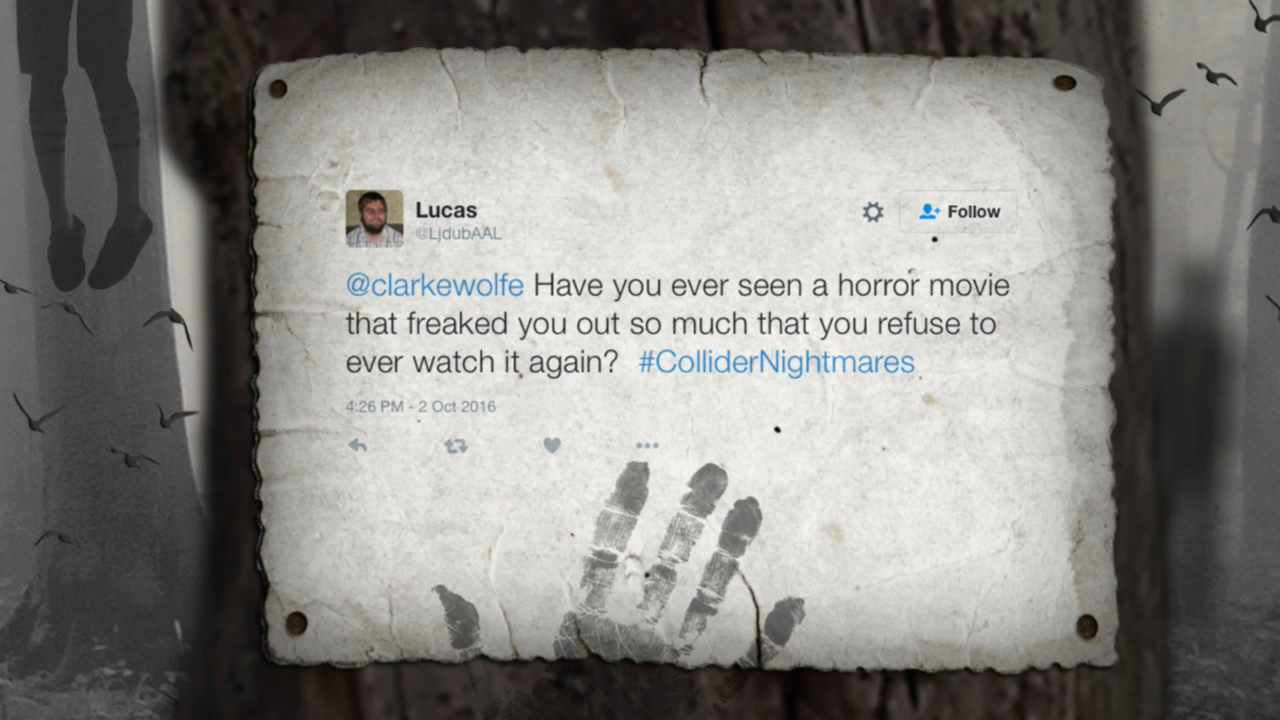 Lucas
@LjdubAAL
Follow
@clarkewolfe Have you ever seen a horror movie
that freaked you out so much that you refuse to
ever watch it again? #ColliderNightmares
4:26 PM - 2 Oct 2016